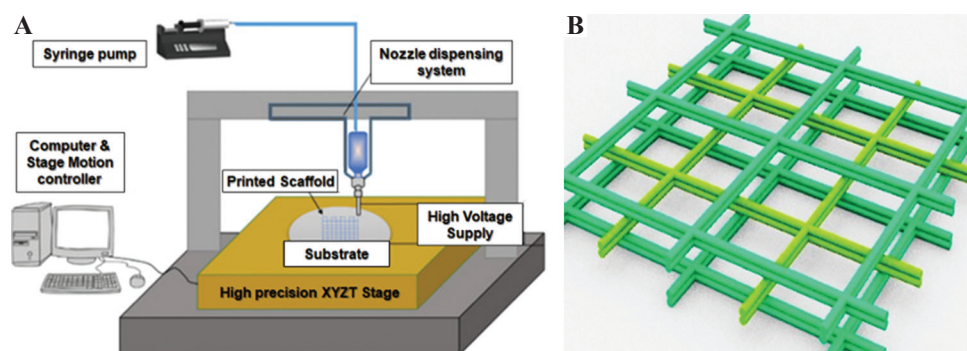 A
Syringe pump
Nozzle dispensing
system
Computer &
Stage Motion
controller
Printed Scaffold
High Voltage
Supply
Substrate
High precision XYZT Stage
B